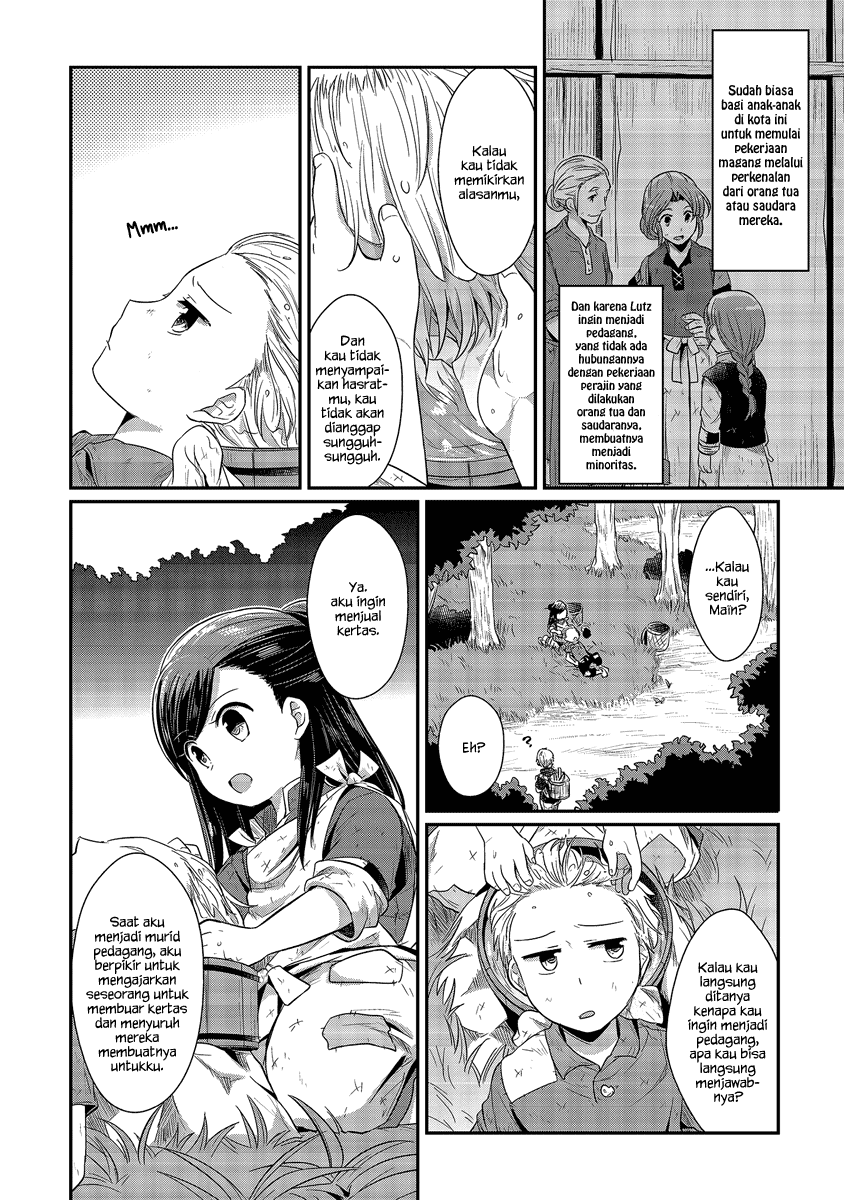 Sudah biasa
bagi anak-anak
di kota ini
untuk memulai
pekerjaan
magang melalui
perkenalan
dari orang tua
atau saudara
mereka.
Dan karena Lutz
ingin menjadi
pedagang,
yang tidak ada
hubungannya
dengan pekerjaan
perajin yang
dilakukan
orang tua dan
saudaranya,
membuatnya
menjadi
minoritas.
Kalau
kau tidak
memikirkan
alasanmu,
Dan
kau tidak
menyampai-
kan hasrat-
mu, kau
tidak akan
dianggap
sungguh-
sungguh.
Mmm...
...Kalau
kau
sendiri,
Main?
Eh?
?
Kalau kau
langsung
ditanya
kenapa kau
ingin menjadi
pedagang,
apa kau bisa
langsung
menjawab-
nya?
Ya,
aku ingin
menjual
kertas.
Saat aku
menjadi murid
pedagang, aku
berpikir untuk
mengajarkan
seseorang untuk
membuar kertas
dan menyuruh
mereka
membuatnya
untukku.